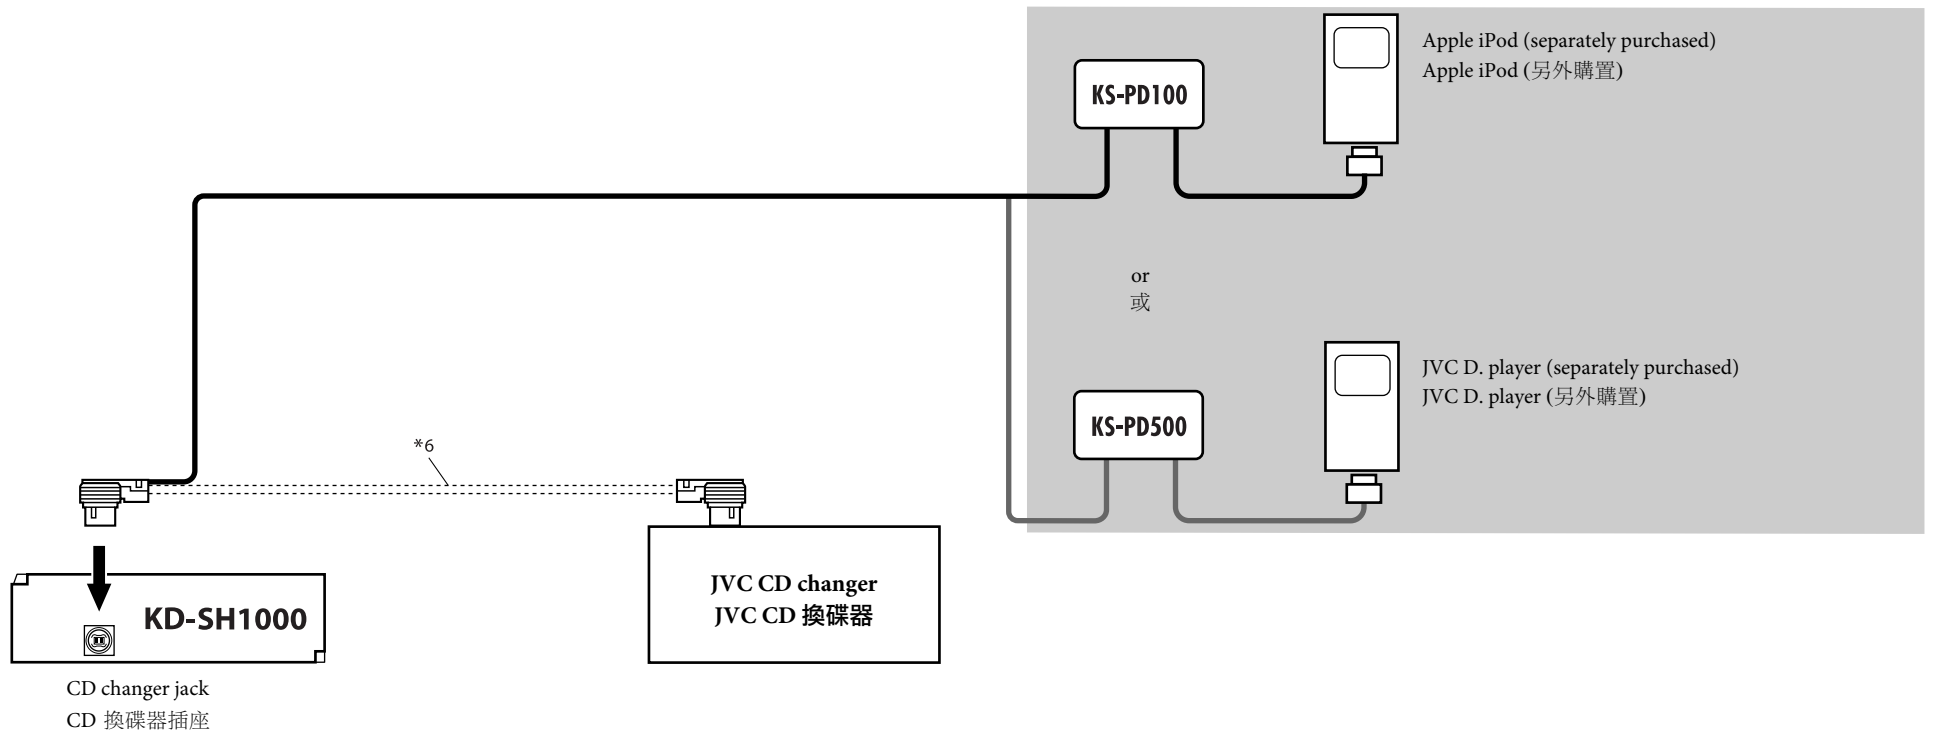 Apple iPod (separately purchased)
Apple iPod (另外購置)
KS-PD100
or
或
JVC D. player (separately purchased)
JVC D. player (另外購置)
KS-PD500
*6
JVC CD changer
JVC CD 換碟器
KD-SH1000
CD changer jack
CD 換碟器插座